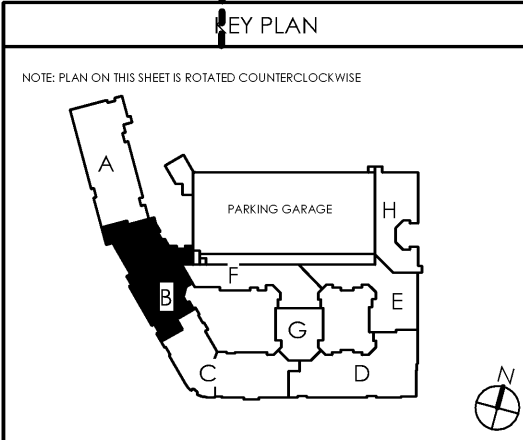 KEY PLAN
NOTE: PLAN ON THIS SHEET IS ROTATED COUNTERCLOCKWISE
A
PARKING GARAGE
H
F
B
E
G
C
D
N